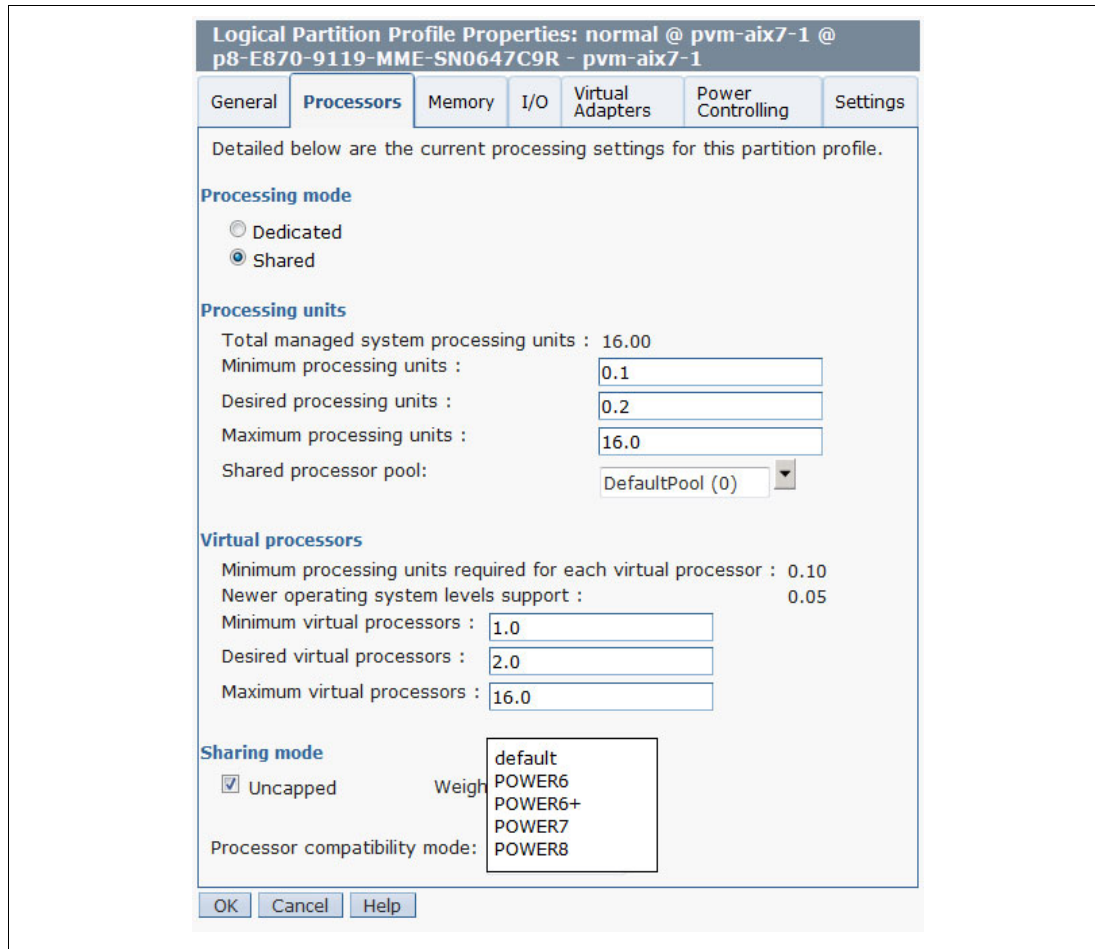 Logical Partition Profile Properties: normal @ pvm-aix7-1 @
p8-E870-9119-MME-SN0647C9R - pvm-aix7-1
General Processors Memory I/O Virtual Adapters Power Controlling Settings
Detailed below are the current processing settings for this partition profile.
Processing mode
Dedicated
Shared
Processing units
Total managed system processing units : 16.00
Minimum processing units : 0.1
Desired processing units : 0.2
Maximum processing units : 16.0
Shared processor pool: DefaultPool (0)
Virtual processors
Minimum processing units required for each virtual processor : 0.10
Newer operating system levels support : 0.05
Minimum virtual processors : 1.0
Desired virtual processors : 2.0
Maximum virtual processors : 16.0
Sharing mode
Uncapped Weigh
default
POWER6
POWER6+
POWER7
POWER8
Processor compatibility mode:
OK Cancel Help